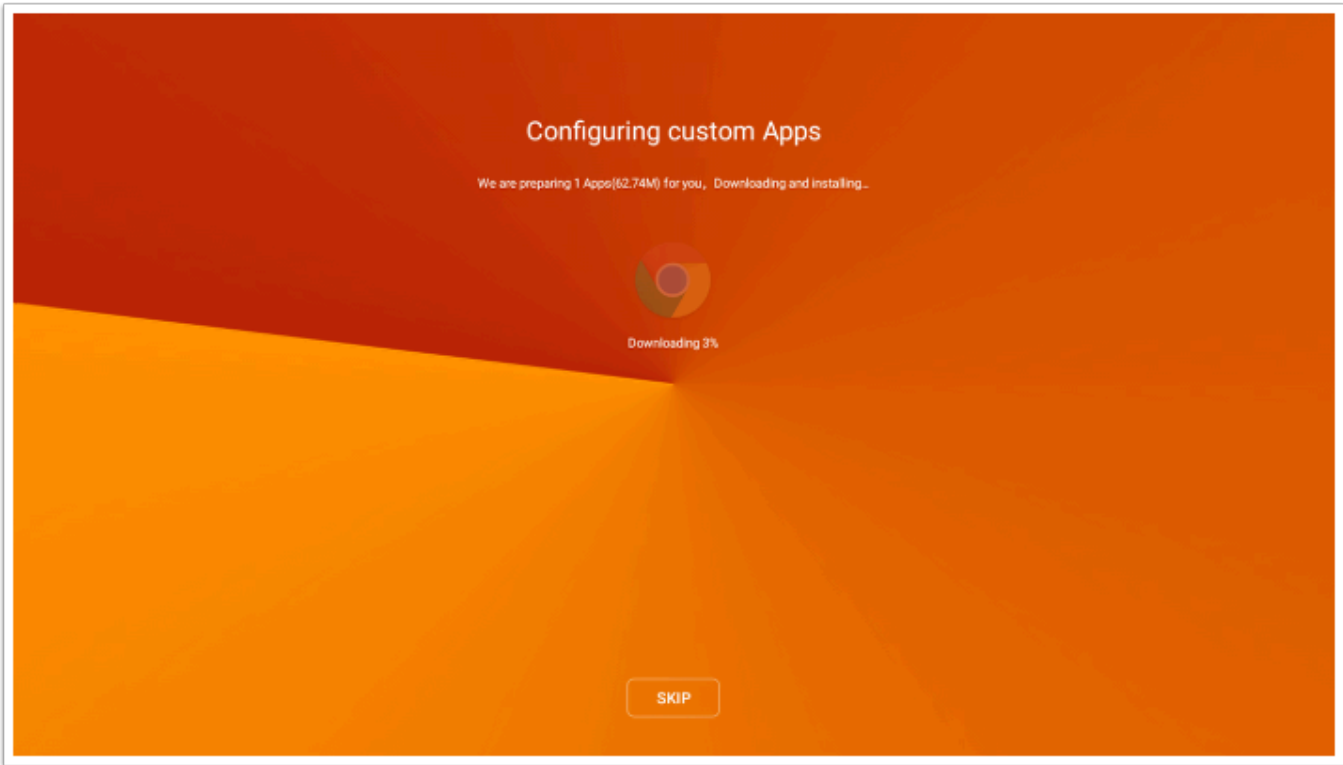 Configuring custom Apps
We are preparing 1 Apps(62.74M) for you，Downloading and installing...
Downloading 3%
SKIP